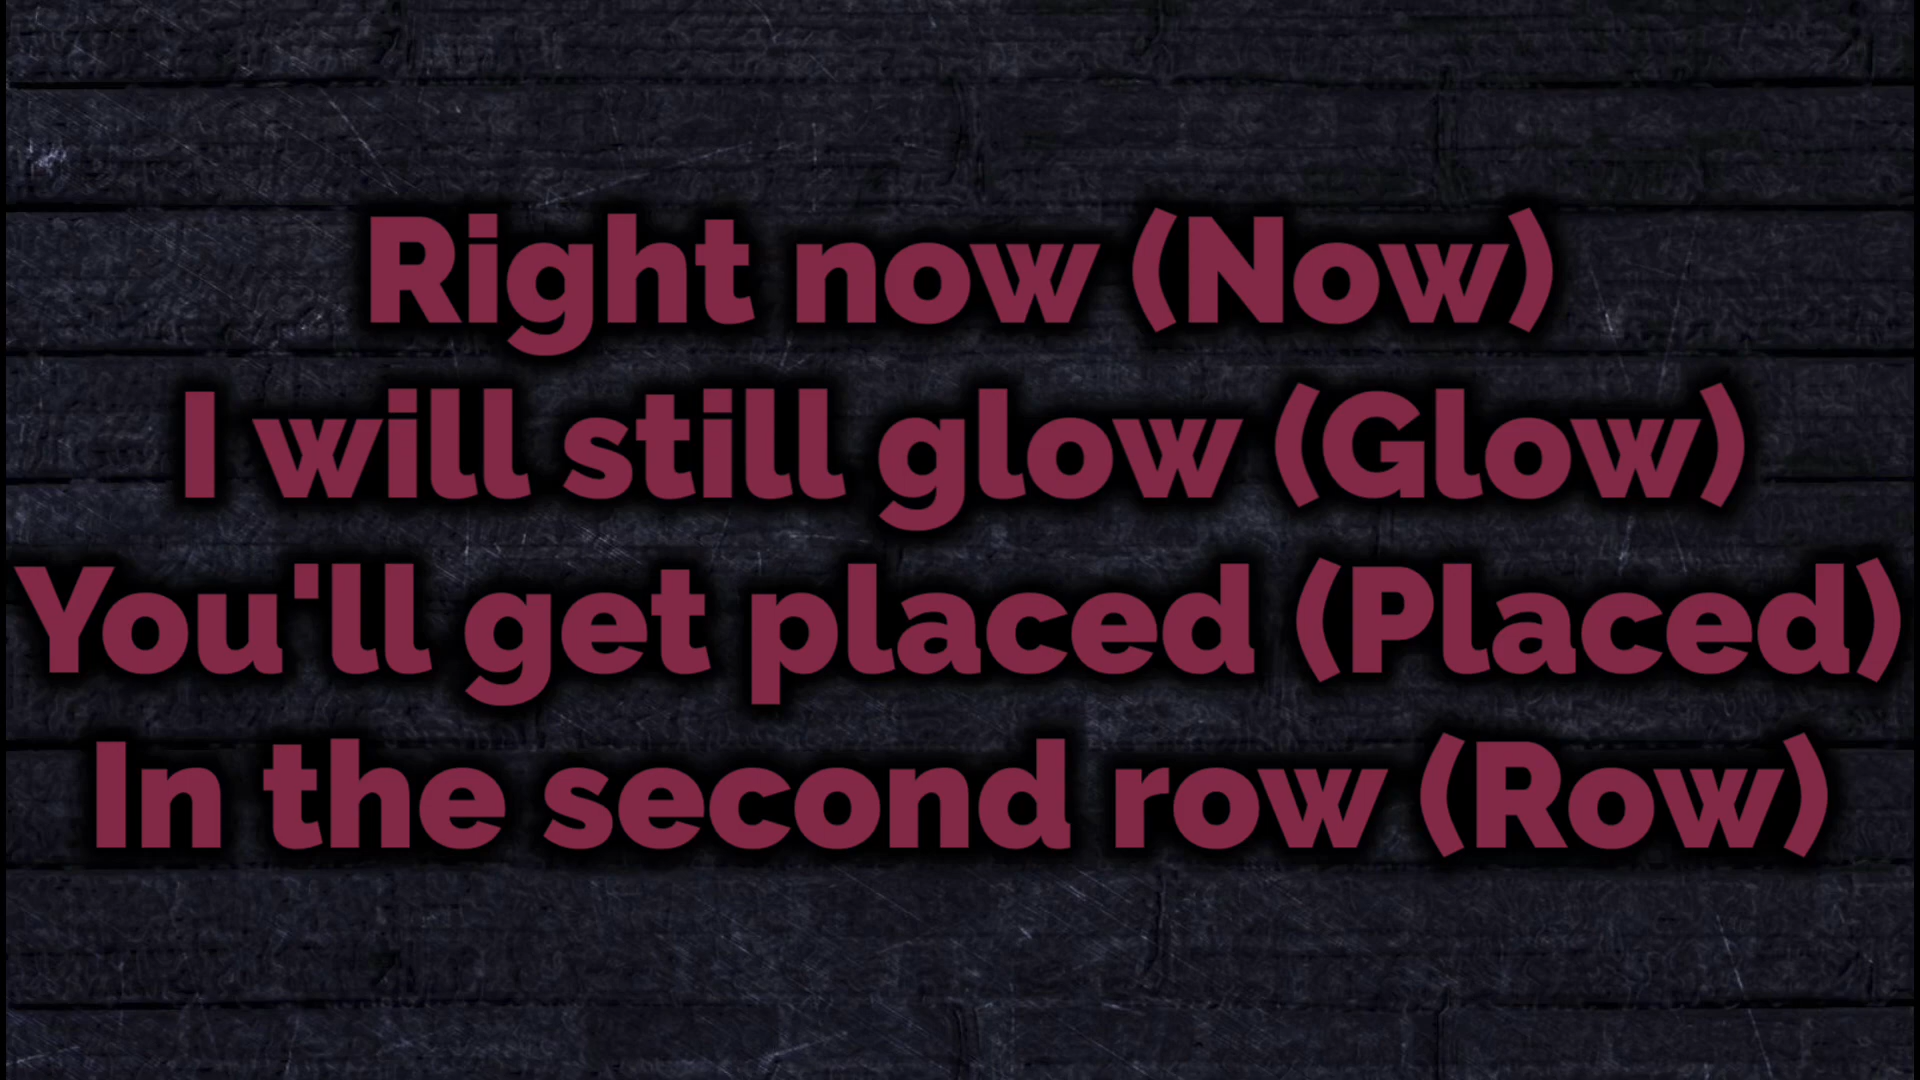 Right now (Now)
I will still glow (Glow)
You'll get placed (Placed)
In the second row (Row)